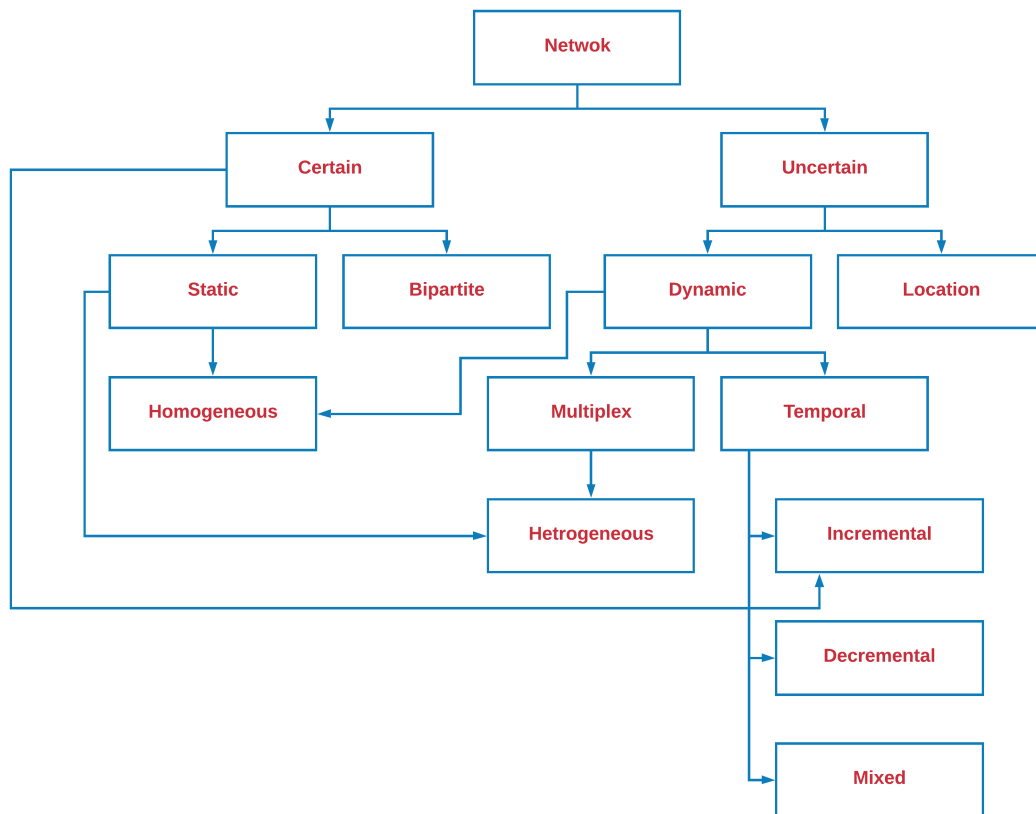 Netwok
Certain
Uncertain
Static
Bipartite
Dynamic
Location
Homogeneous
Multiplex
Temporal
Hetrogeneous
Incremental
Decremental
Mixed